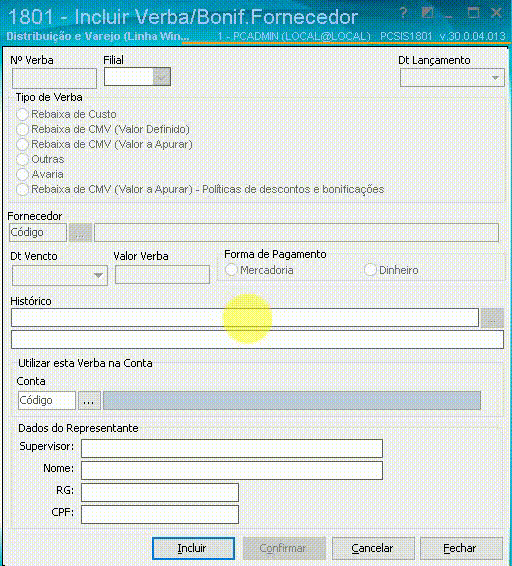 1801 - Incluir Verba/Bonif.Fornecedor
Distribuição e Varejo (Linha Win... 1 - PCADMIN (LOCAL@LOCAL) PCSIS1801 v.30.0.04.013
Nº Verba Filial Dt Lançamento
Tipo de Verba
Rebaixa de Custo
Rebaixa de CMV (Valor Definido)
Rebaixa de CMV (Valor a Apurar)
Outras
Avaria
Rebaixa de CMV (Valor a Apurar) - Políticas de descontos e bonificações
Fornecedor
Código ...
Dt Vencto Valor Verba Forma de Pagamento
Mercadoria Dinheiro
Histórico
...
Utilizar esta Verba na Conta
Conta
Código ...
Dados do Representante
Supervisor:
Nome:
RG:
CPF:
Incluir Confirmar Cancelar Fechar